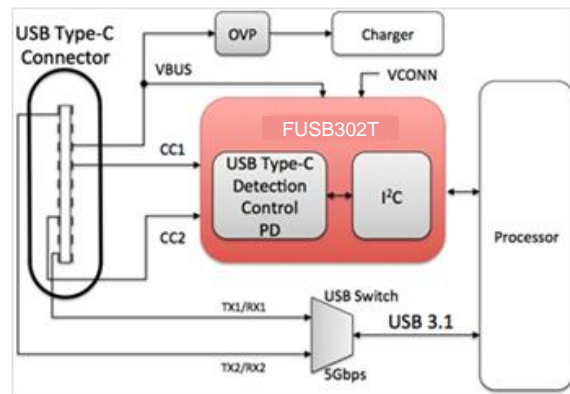 USB Type-C
Connector
OVP
Charger
VBUS
VCONN
FUSB302T
CC1
USB Type-C
Detection
Control
PD
I²C
CC2
Processor
USB Switch
TX1/RX1
USB 3.1
TX2/RX2
5Gbps